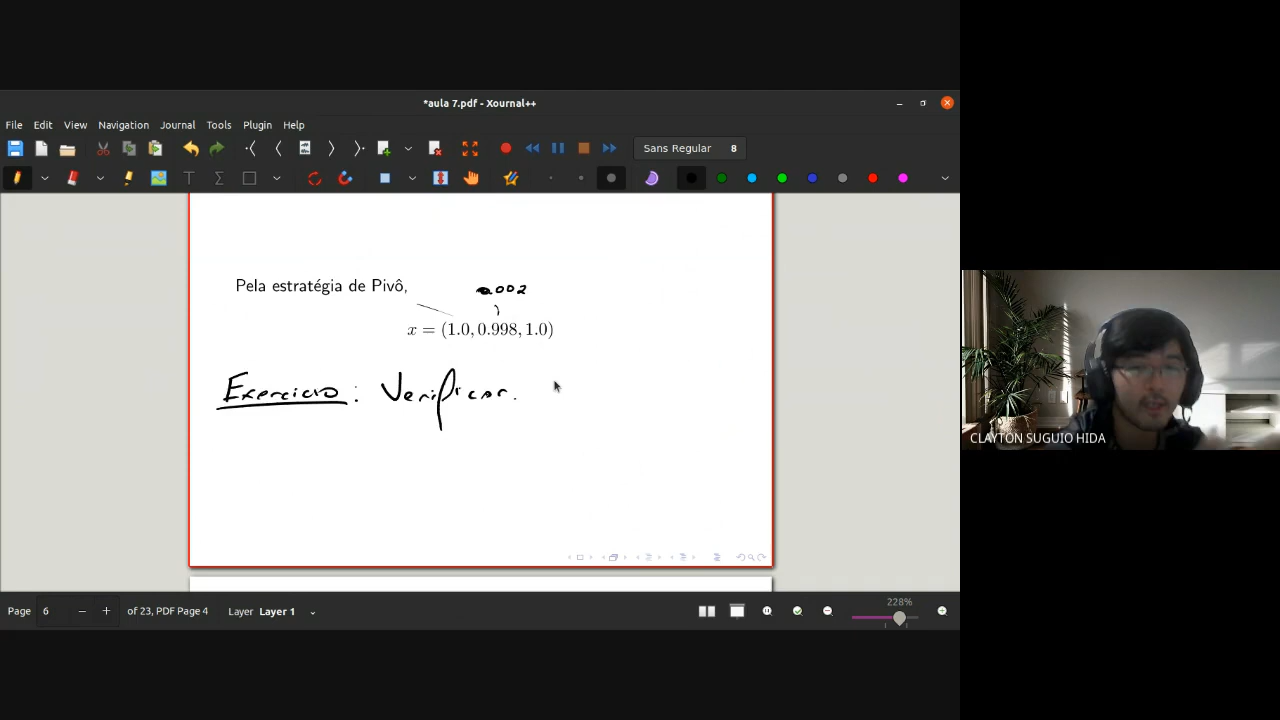 *aula 7.pdf - Xournal++
File Edit View Navigation Journal Tools Plugin Help
Sans Regular 8
Pela estratégia de Pivô,
002
x = (1.0, 0.998, 1.0)
Exercício: Verificar.
Page 6 of 23, PDF Page 4 Layer Layer 1 228%
CLAYTON SUGUIO HIDA